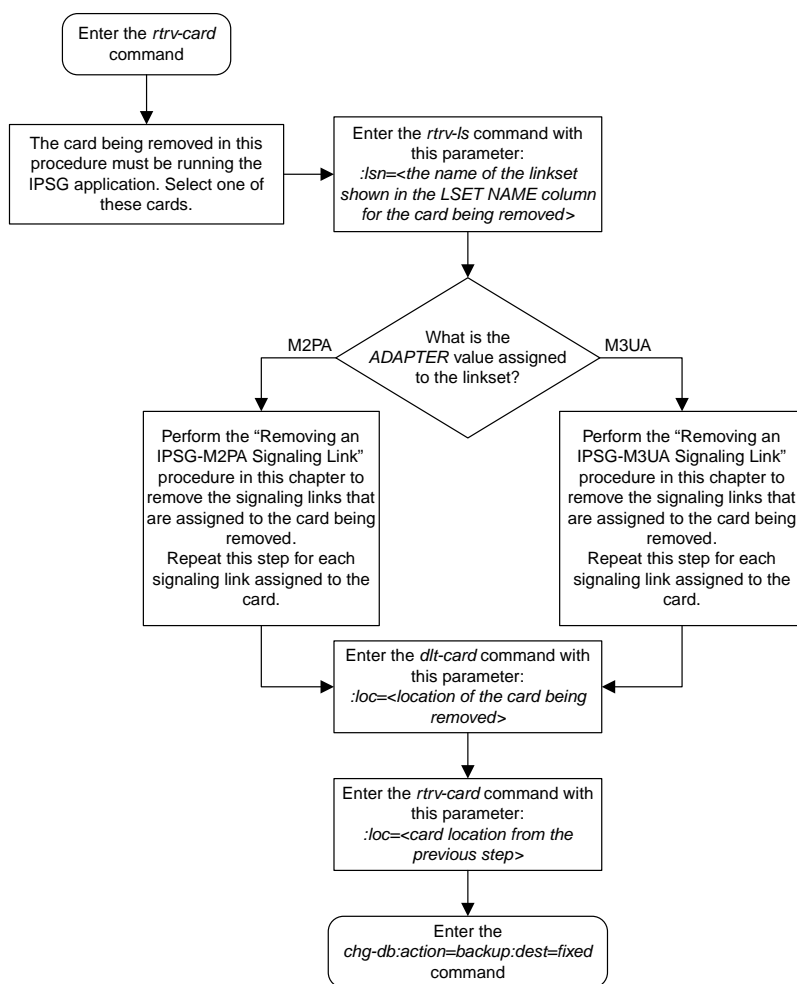 Enter the rtrv-card
command
The card being removed in this
procedure must be running the
IPSG application. Select one of
these cards.
Enter the rtrv-ls command with
this parameter:
:lsn=<the name of the linkset
shown in the LSET NAME column
for the card being removed>
What is the
ADAPTER value assigned
to the linkset?
M2PA
M3UA
Perform the “Removing an
IPSG-M2PA Signaling Link”
procedure in this chapter to
remove the signaling links that
are assigned to the card being
removed.
Repeat this step for each
signaling link assigned to the
card.
Perform the “Removing an
IPSG-M3UA Signaling Link”
procedure in this chapter to
remove the signaling links that
are assigned to the card being
removed.
Repeat this step for each
signaling link assigned to the
card.
Enter the dlt-card command with
this parameter:
:loc=<location of the card being
removed>
Enter the rtrv-card command with
this parameter:
:loc=<card location from the
previous step>
Enter the
chg-db:action=backup:dest=fixed
command